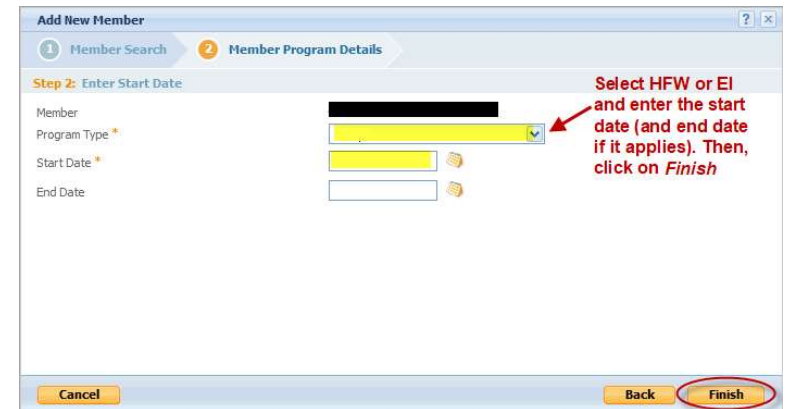 Add New Member
? x
1 Member Search 2 Member Program Details
Step 2: Enter Start Date
Member
Program Type *
Start Date *
End Date
Select HFW or EI
and enter the start
date (and end date
if it applies). Then,
click on Finish
Cancel Back Finish